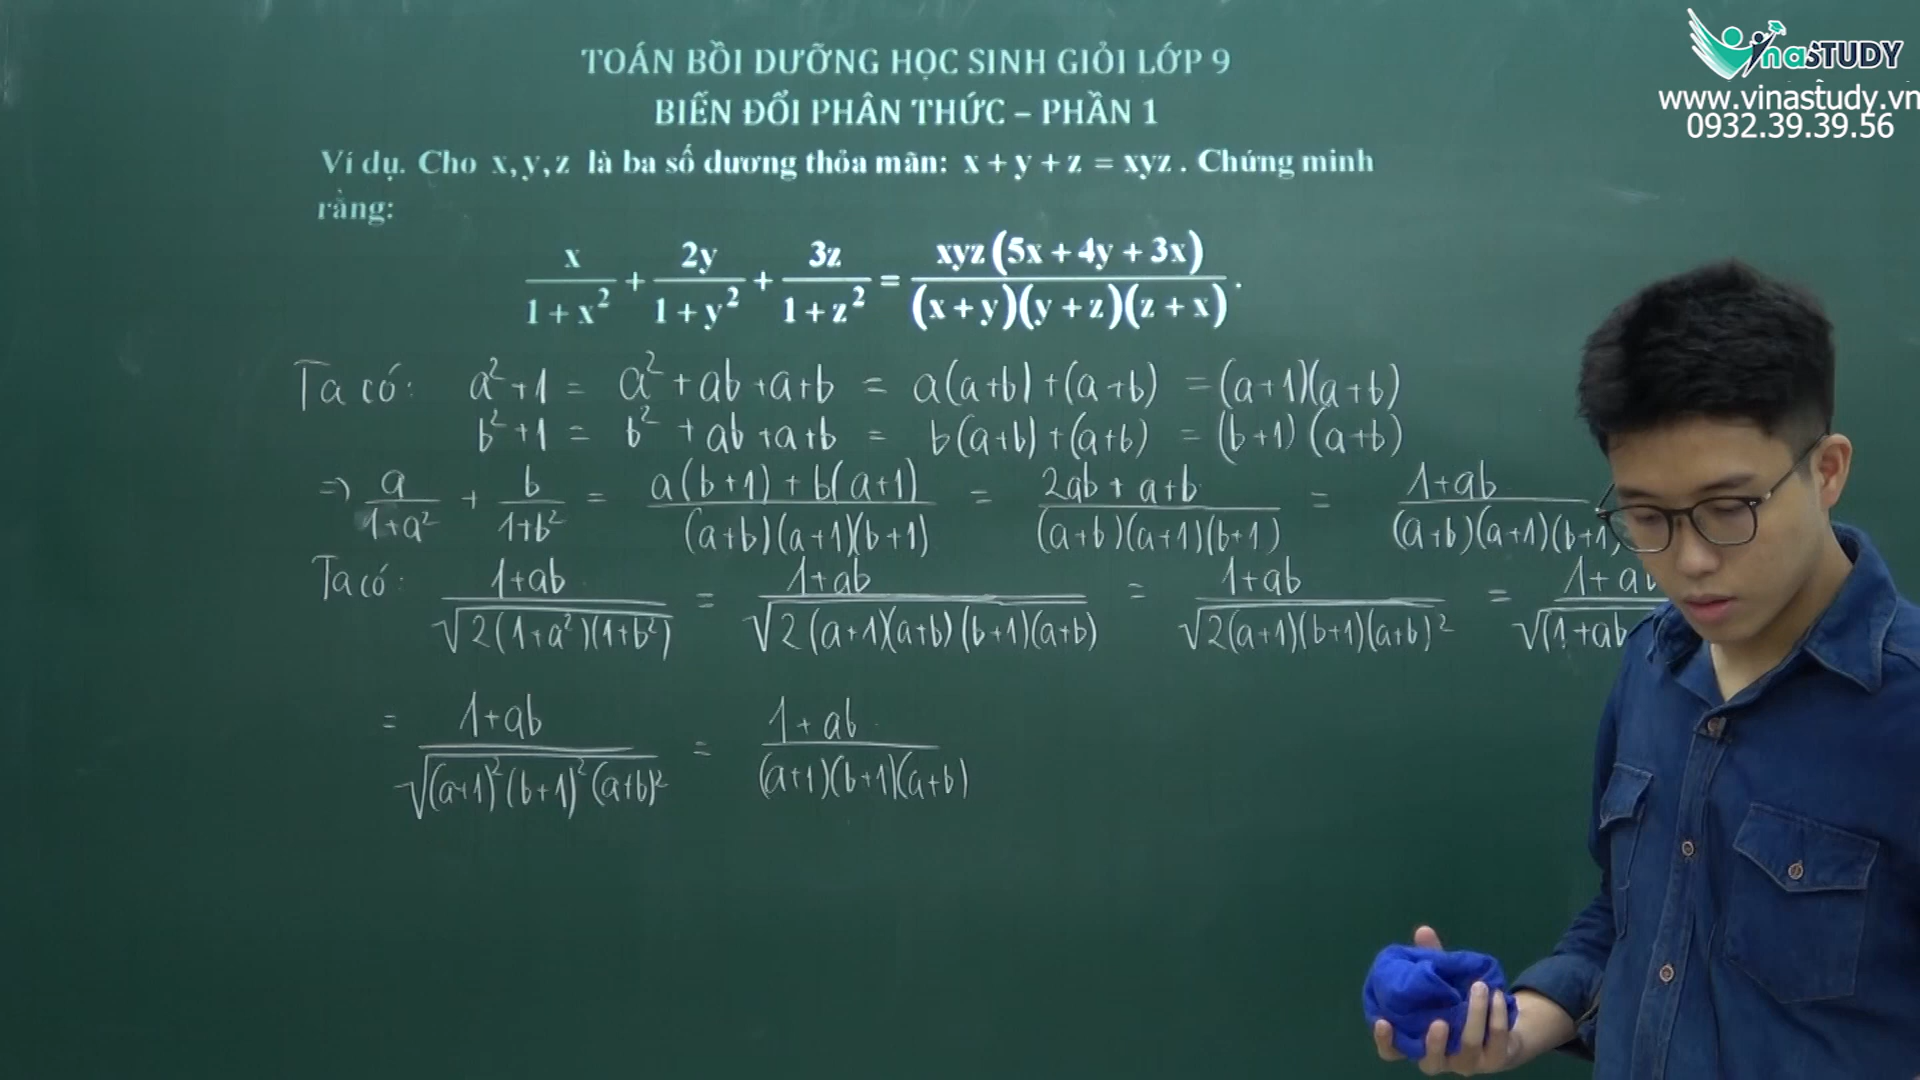 VinaSTUDY
www.vinastudy.vn
0932.39.39.56
TOÁN BỒI DƯỠNG HỌC SINH GIỎI LỚP 9
BIẾN ĐỔI PHÂN THỨC – PHẦN 1
Ví dụ. Cho x, y, z là ba số dương thỏa mãn: x + y + z = xyz . Chứng minh
rằng:
x/(1 + x²) + 2y/(1 + y²) + 3z/(1 + z²) = xyz(5x + 4y + 3x)/((x + y)(y + z)(z + x)).
Ta có: a² + 1 = a² + ab + a + b = a(a + b) + (a + b) = (a + 1)(a + b)
b² + 1 = b² + ab + a + b = b(a + b) + (a + b) = (b + 1)(a + b)
⇒ a/(1 + a²) + b/(1 + b²) = (a(b + 1) + b(a + 1))/((a + b)(a + 1)(b + 1)) = (2ab + a + b)/((a + b)(a + 1)(b + 1)) = (1 + ab)/((a + b)(a + 1)(b + 1
Ta có: (1 + ab)/√(2(1 + a²)(1 + b²)) = (1 + ab)/√(2(a + 1)(a + b)(b + 1)(a + b)) = (1 + ab)/√(2(a + 1)(b + 1)(a + b)²) = (1 + ab)/√((1 + ab
= (1 + ab)/√((a + 1)²(b + 1)²(a + b)²) = (1 + ab)/((a + 1)(b + 1)(a + b))